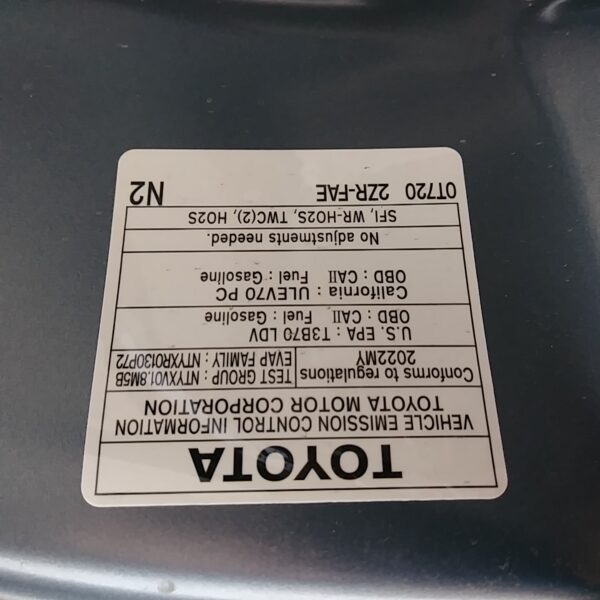 TOYOTA
VEHICLE EMISSION CONTROL INFORMATION
TOYOTA MOTOR CORPORATION
Conforms to regulations 2022MY
TEST GROUP : NTYXV01.8M5B
EVAP FAMILY : NTYXR0130P72
U.S. EPA : T3B70 LDV
OBD : CAII Fuel : Gasoline
California : ULEV70 PC
OBD : CAII Fuel : Gasoline
No adjustments needed.
SFI, WR-HO2S, TWC(2), HO2S
0T720 2ZR-FAE N2